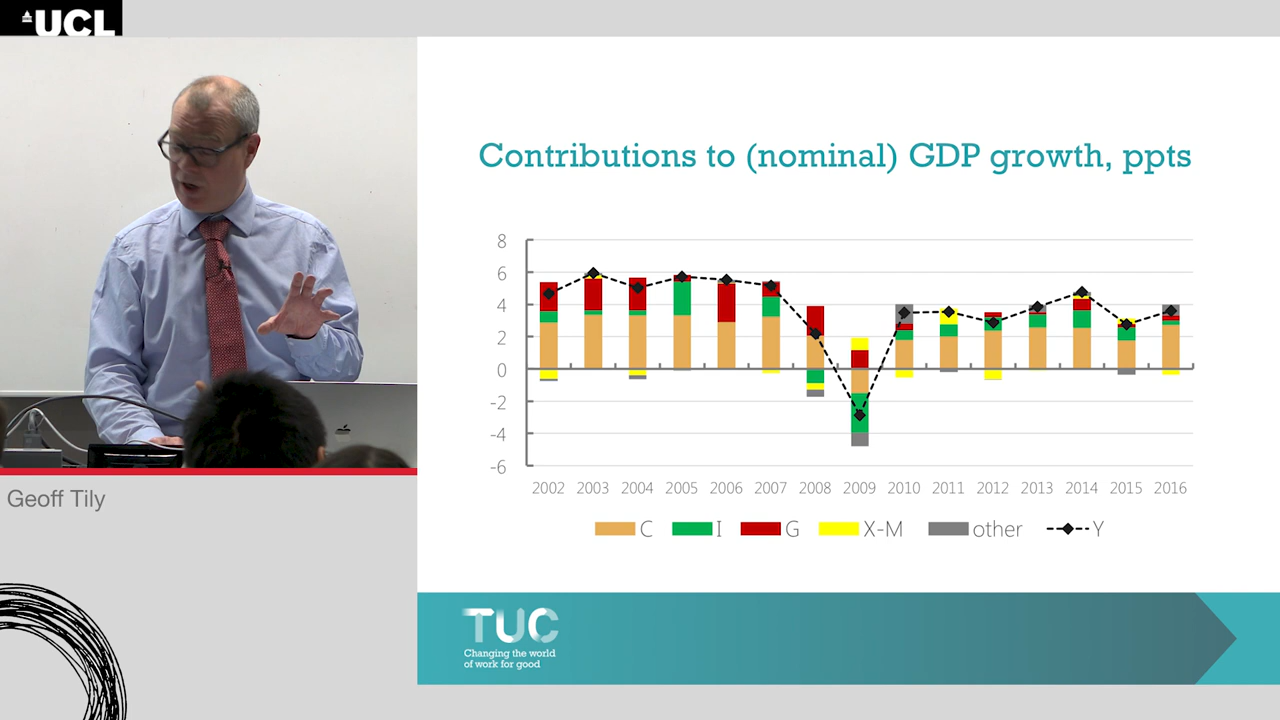 UCL
Geoff Tily
Contributions to (nominal) GDP growth, ppts
8
6
4
2
0
-2
-4
-6
2002 2003 2004 2005 2006 2007 2008 2009 2010 2011 2012 2013 2014 2015 2016
C I G X-M other Y
TUC
Changing the world
of work for good